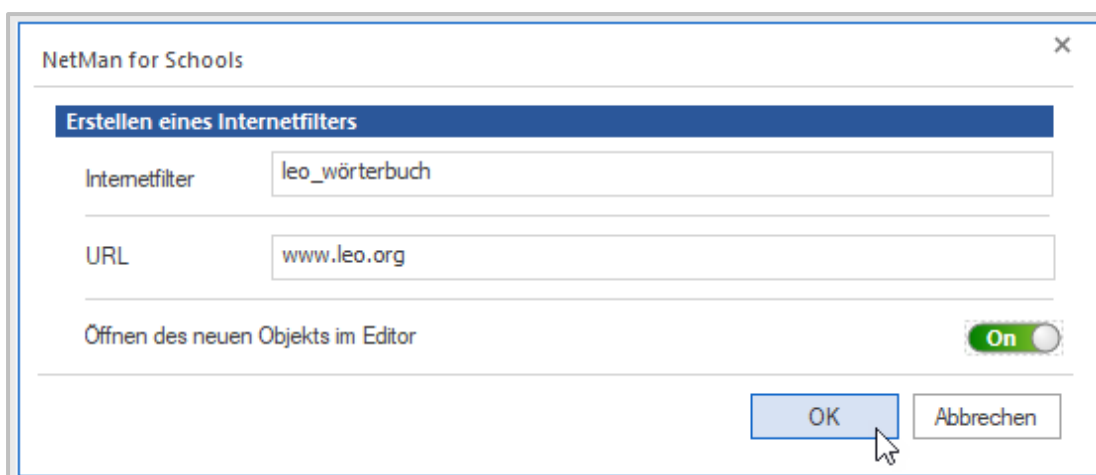 NetMan for Schools
Erstellen eines Internetfilters
Internetfilter
leo_wörterbuch
URL
www.leo.org
Öffnen des neuen Objekts im Editor
On
OK
Abbrechen